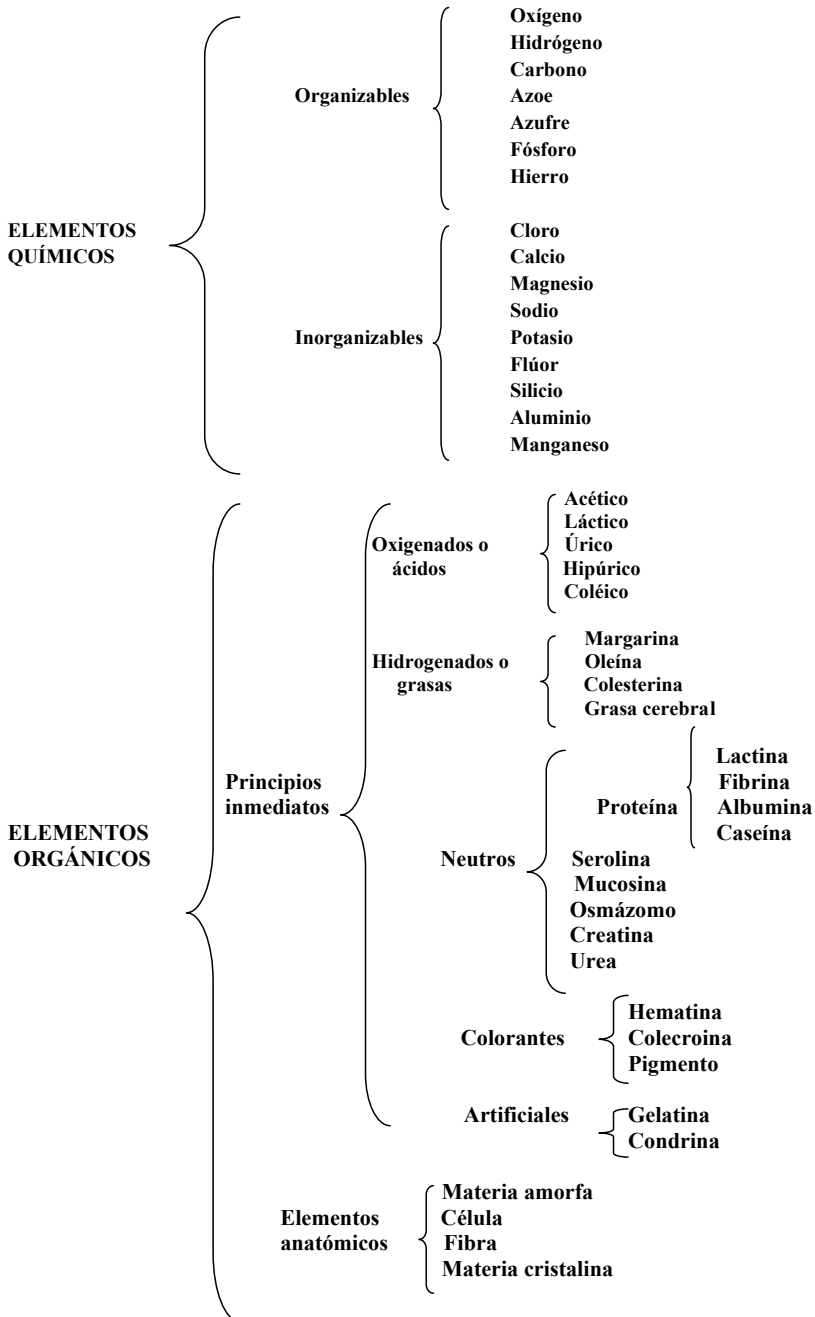 ELEMENTOS
QUÍMICOS
Organizables
Oxígeno
Hidrógeno
Carbono
Azoe
Azufre
Fósforo
Hierro
Inorganizables
Cloro
Calcio
Magnesio
Sodio
Potasio
Flúor
Silicio
Aluminio
Manganeso
ELEMENTOS
ORGÁNICOS
Principios
inmediatos
Oxigenados o
ácidos
Acético
Láctico
Úrico
Hipúrico
Coléico
Hidrogenados o
grasas
Margarina
Oleína
Colesterina
Grasa cerebral
Neutros
Proteína
Lactina
Fibrina
Albumina
Caseína
Serolina
Mucosina
Osmázomo
Creatina
Urea
Colorantes
Hematina
Colecroina
Pigmento
Artificiales
Gelatina
Condrina
Elementos
anatómicos
Materia amorfa
Célula
Fibra
Materia cristalina